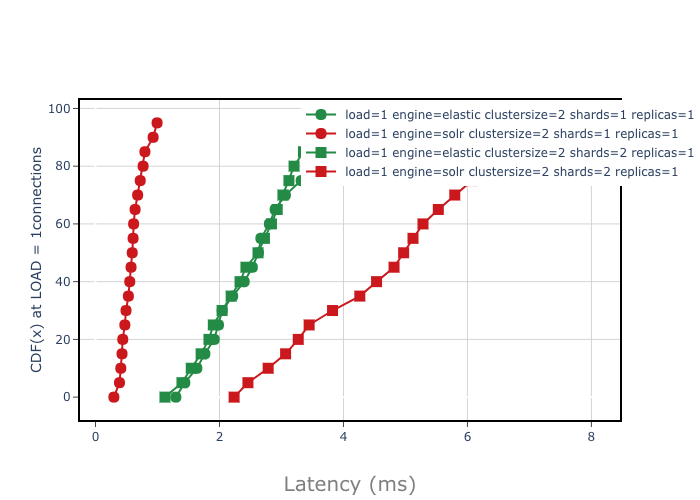 load=1 engine=elastic clustersize=2 shards=1 replicas=1
load=1 engine=solr clustersize=2 shards=1 replicas=1
load=1 engine=elastic clustersize=2 shards=2 replicas=1
load=1 engine=solr clustersize=2 shards=2 replicas=1
CDF(x) at LOAD = 1connections
100
80
60
40
20
0
0 2 4 6 8
Latency (ms)